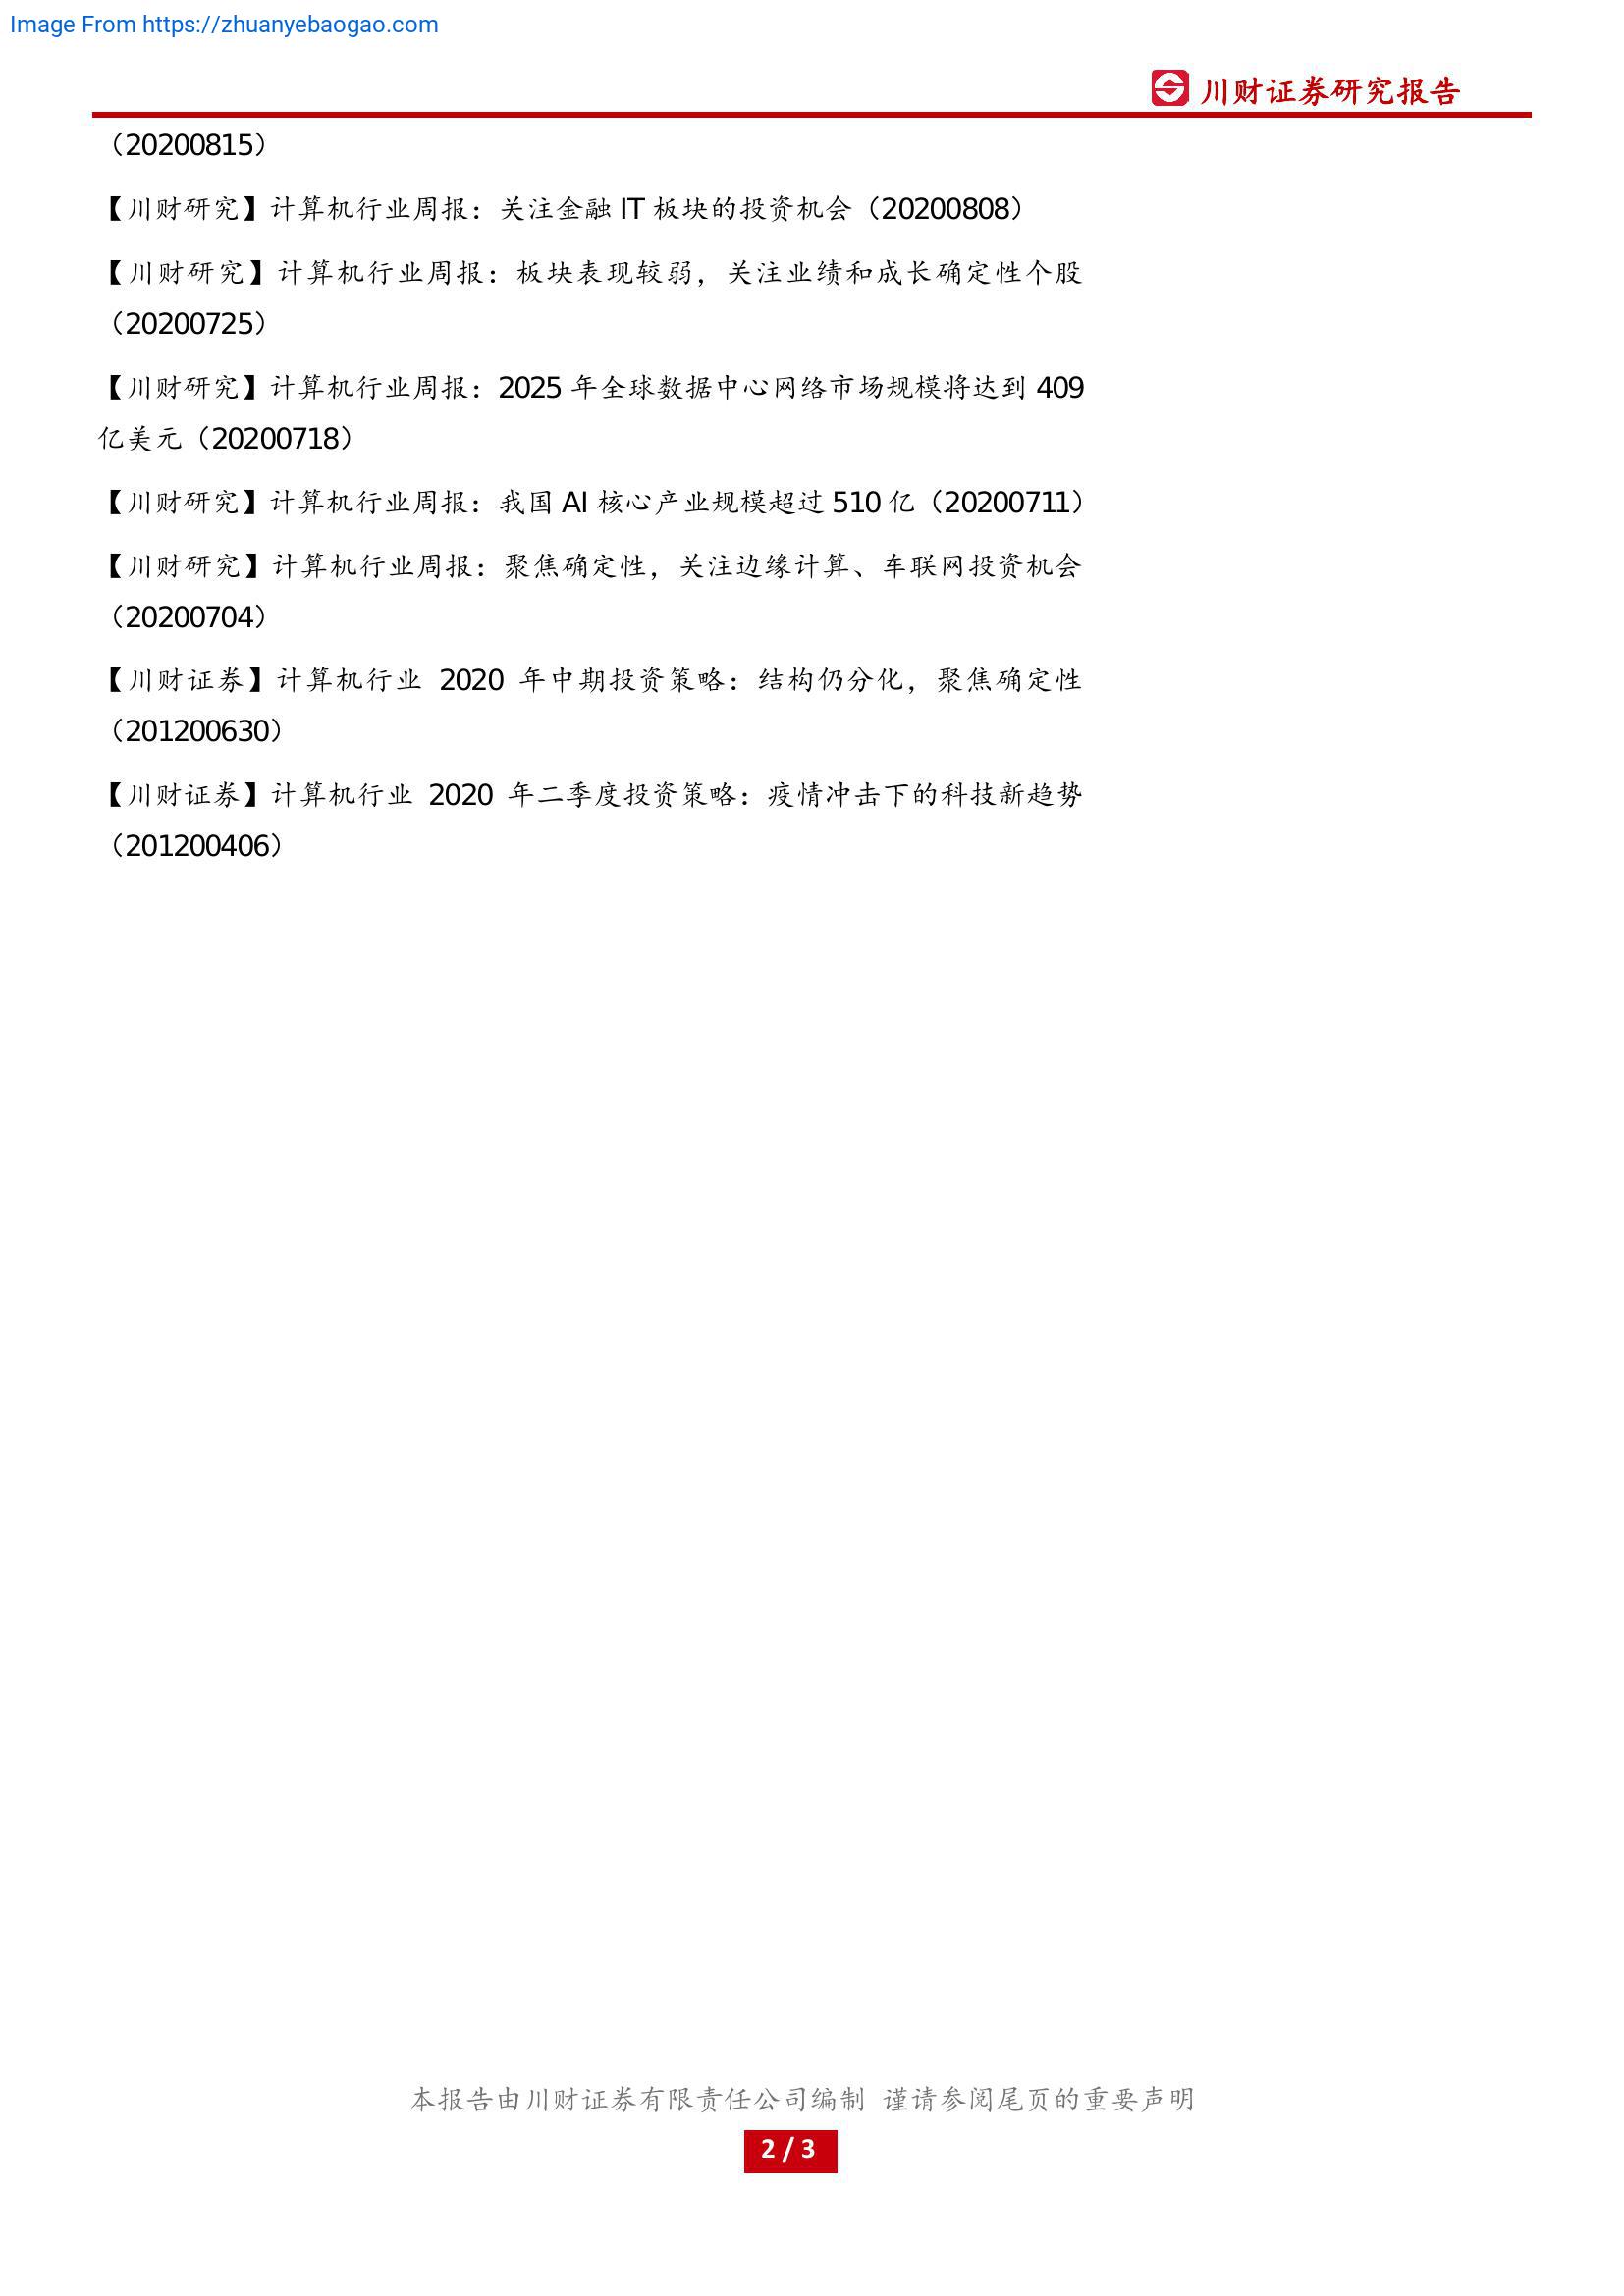 Image From https://zhuanyebaogao.com
川财证券研究报告
（20200815）
【川财研究】计算机行业周报：关注金融 IT 板块的投资机会（20200808）
【川财研究】计算机行业周报：板块表现较弱，关注业绩和成长确定性个股
（20200725）
【川财研究】计算机行业周报：2025 年全球数据中心网络市场规模将达到 409
亿美元（20200718）
【川财研究】计算机行业周报：我国 AI 核心产业规模超过 510 亿（20200711）
【川财研究】计算机行业周报：聚焦确定性，关注边缘计算、车联网投资机会
（20200704）
【川财证券】计算机行业 2020 年中期投资策略：结构仍分化，聚焦确定性
（201200630）
【川财证券】计算机行业 2020 年二季度投资策略：疫情冲击下的科技新趋势
（201200406）
本报告由川财证券有限责任公司编制 谨请参阅尾页的重要声明
2 / 3